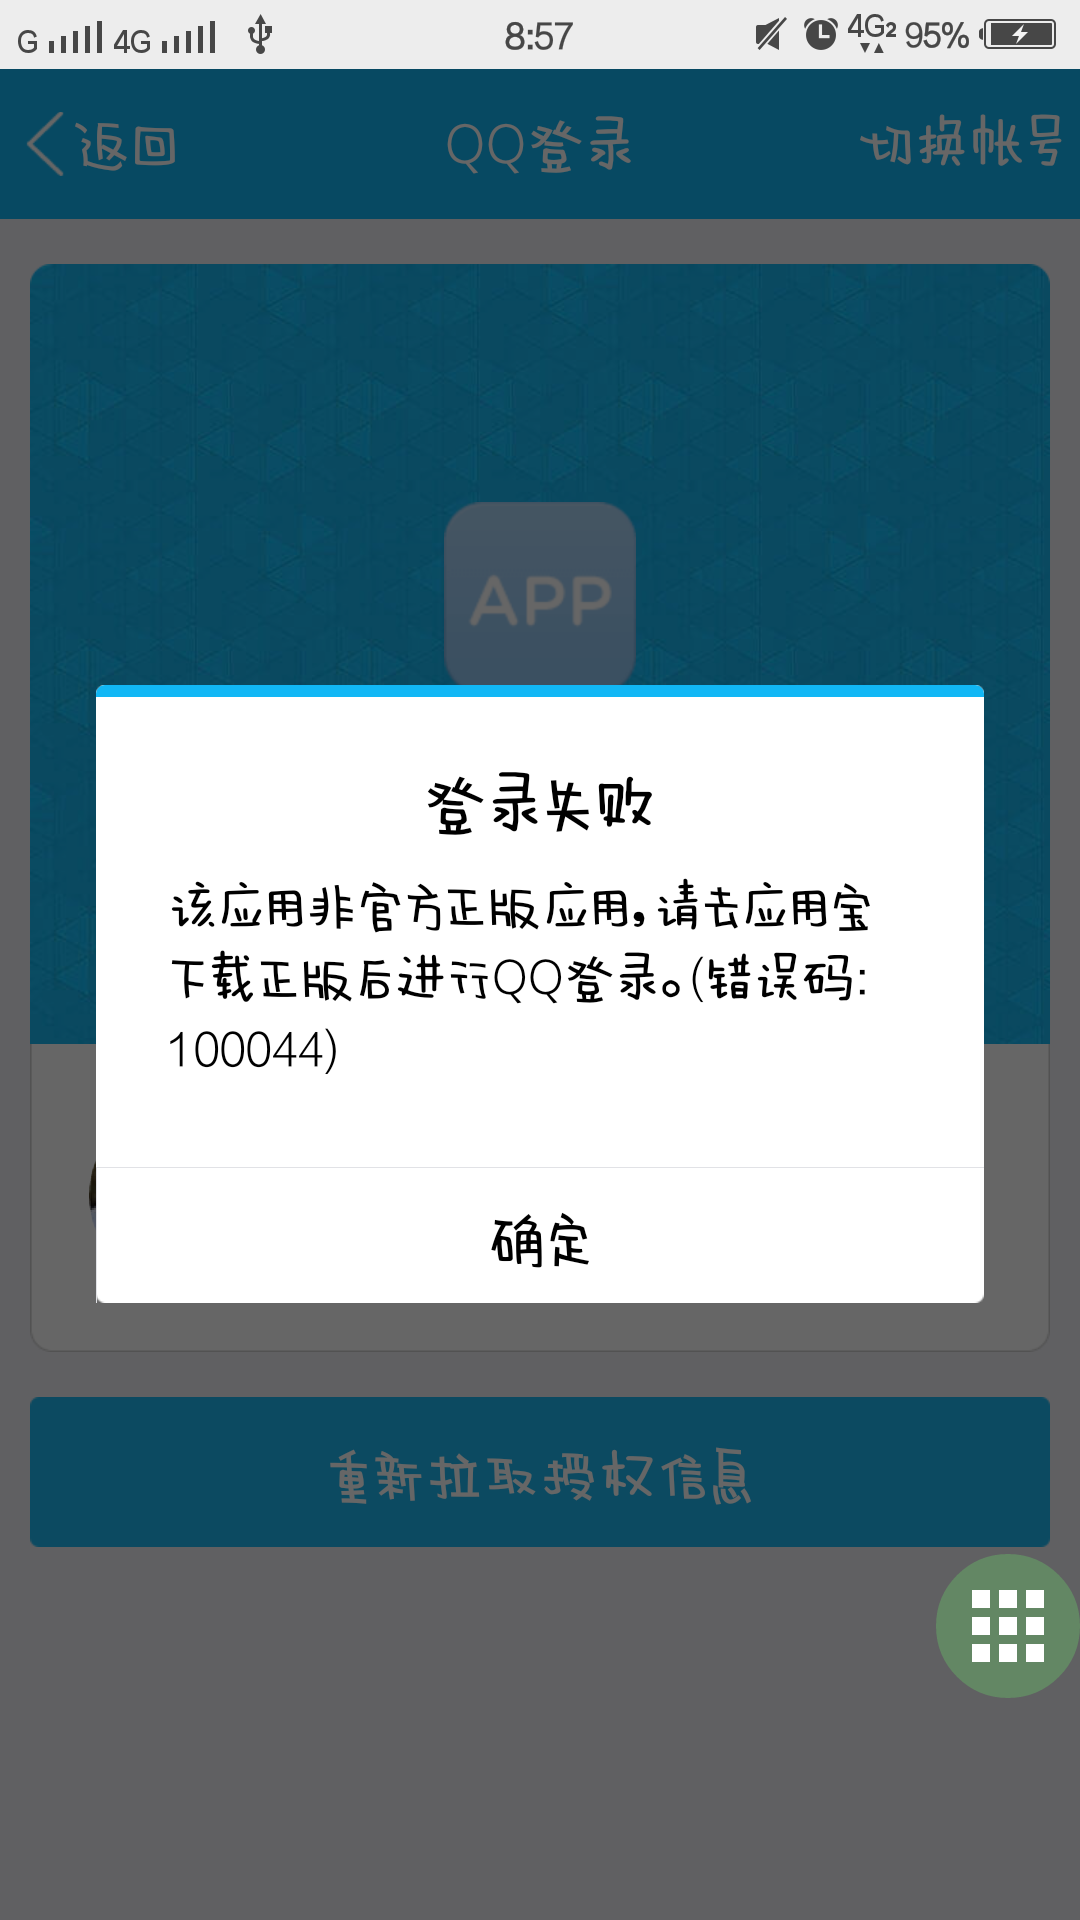 G 4G 8:57 4G2 95%
返回 QQ登录 切换帐号
APP
登录失败
该应用非官方正版应用,请去应用宝
下载正版后进行QQ登录。(错误码:
100044)
确定
重新拉取授权信息